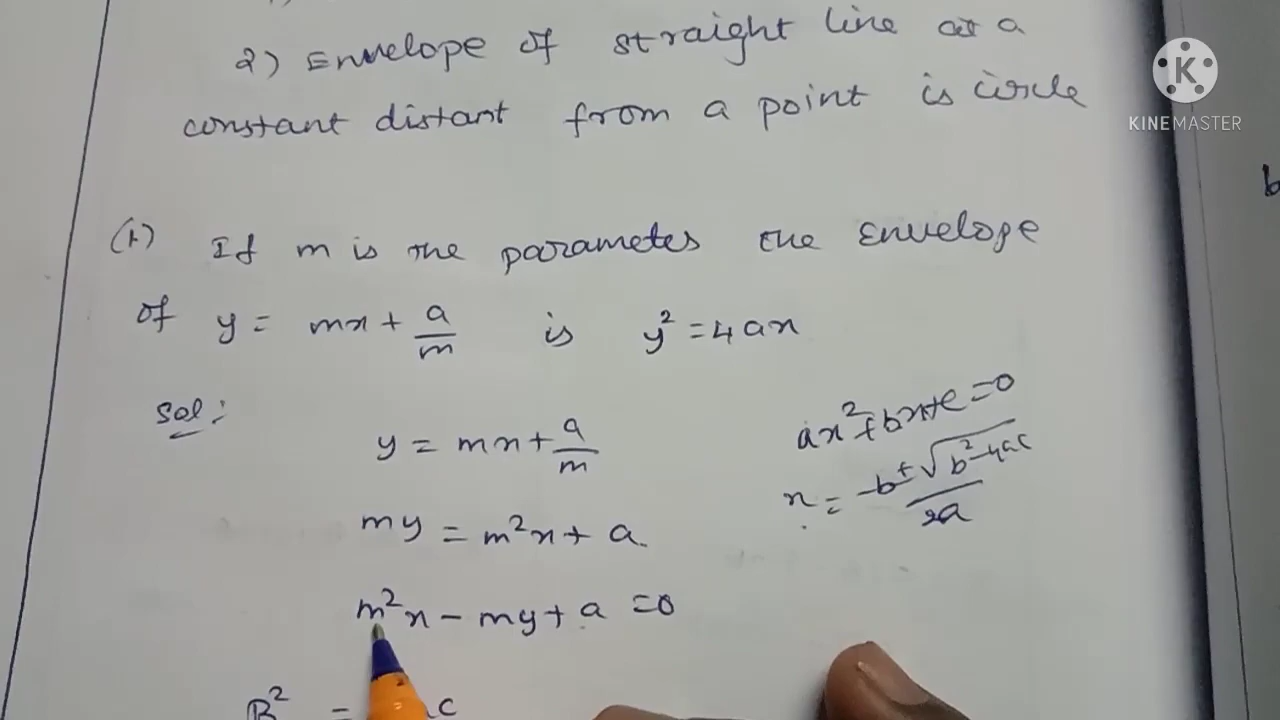 2) Envelope of straight line at a
constant distant from a point is circle
KINEMASTER
(1) If m is the parameter the Envelope
of y = mx + a/m is y² = 4ax
Sol:
y = mx + a/m
ax² + bx + c = 0
x = -b ± √(b² - 4ac) / 2a
my = m²x + a
m²x - my + a = 0
B² =